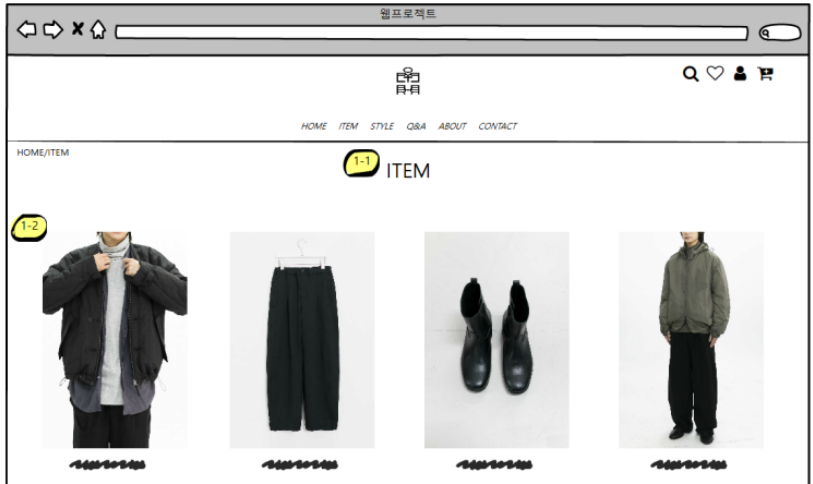 웹프로젝트
HOME ITEM STYLE Q&A ABOUT CONTACT
HOME/ITEM
1-1
ITEM
1-2